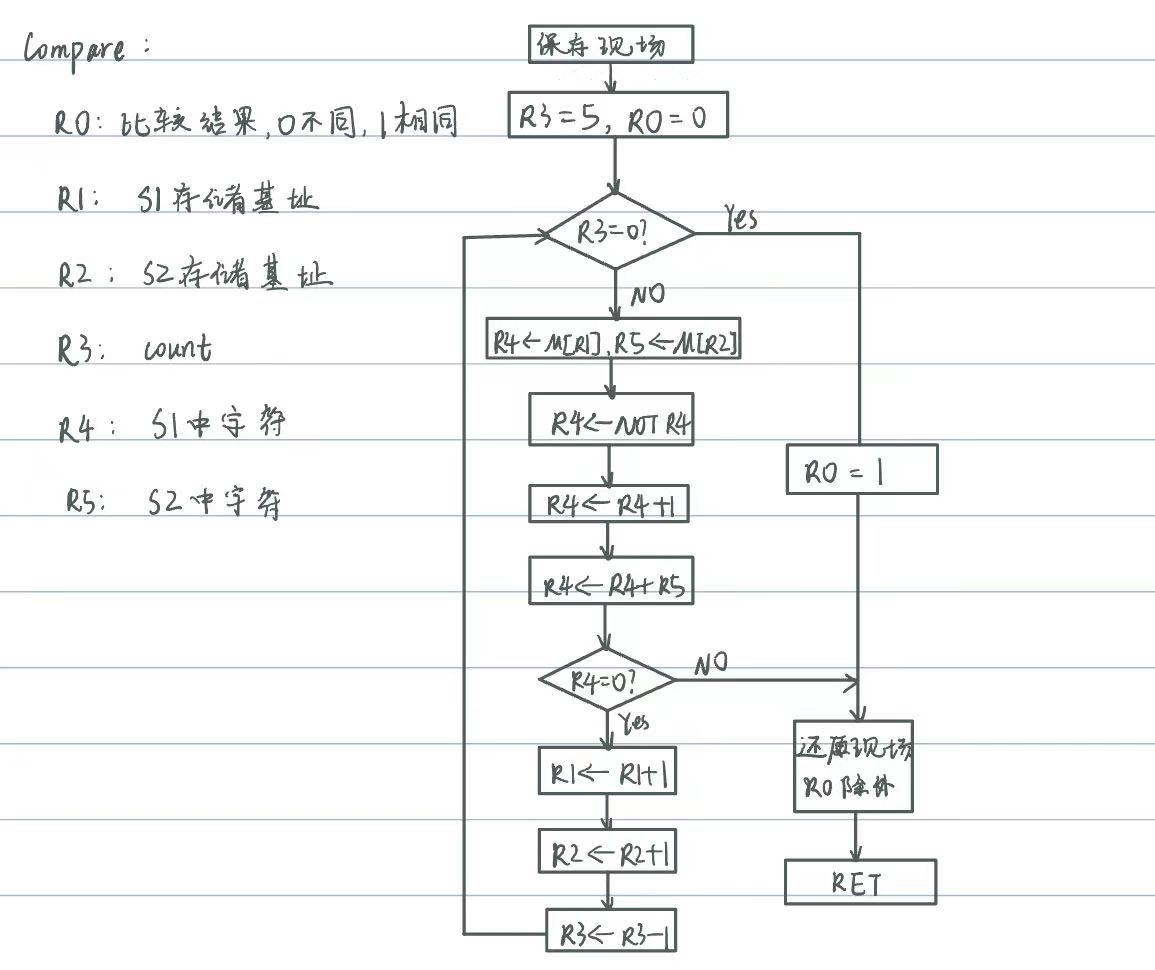 Compare:
R0: 比较结果,0不同,1相同
R1: S1存储基址
R2: S2存储基址
R3: count
R4: S1中字符
R5: S2中字符
保存现场
R3=5, R0=0
R3=0?
Yes
NO
R4←M[R1],R5←M[R2]
R4←NOT R4
R4←R4+1
R4←R4+R5
R4=0?
NO
Yes
R1←R1+1
R2←R2+1
R3←R3-1
R0=1
还原现场
R0除外
RET